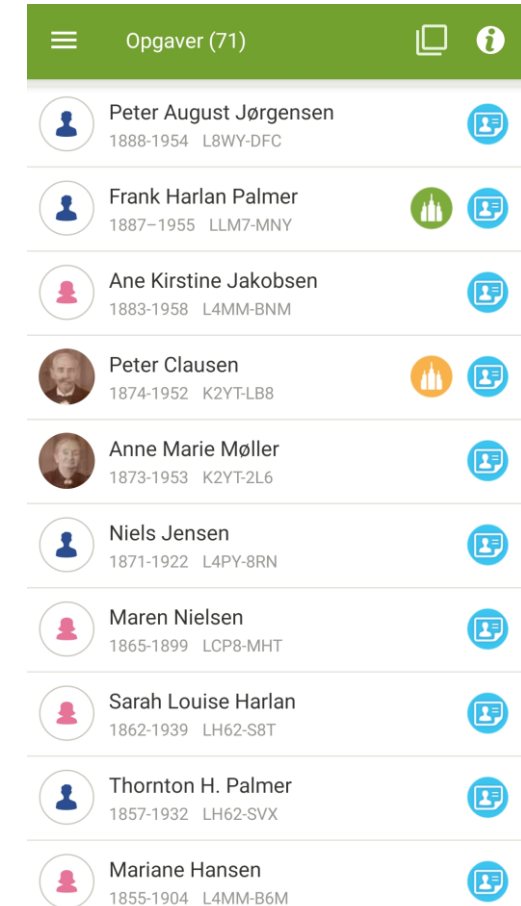 Opgaver (71)
Peter August Jørgensen
1888-1954 L8WY-DFC
Frank Harlan Palmer
1887–1955 LLM7-MNY
Ane Kirstine Jakobsen
1883-1958 L4MM-BNM
Peter Clausen
1874-1952 K2YT-LB8
Anne Marie Møller
1873-1953 K2YT-2L6
Niels Jensen
1871-1922 L4PY-8RN
Maren Nielsen
1865-1899 LCP8-MHT
Sarah Louise Harlan
1862-1939 LH62-S8T
Thornton H. Palmer
1857-1932 LH62-SVX
Mariane Hansen
1855-1904 L4MM-B6M